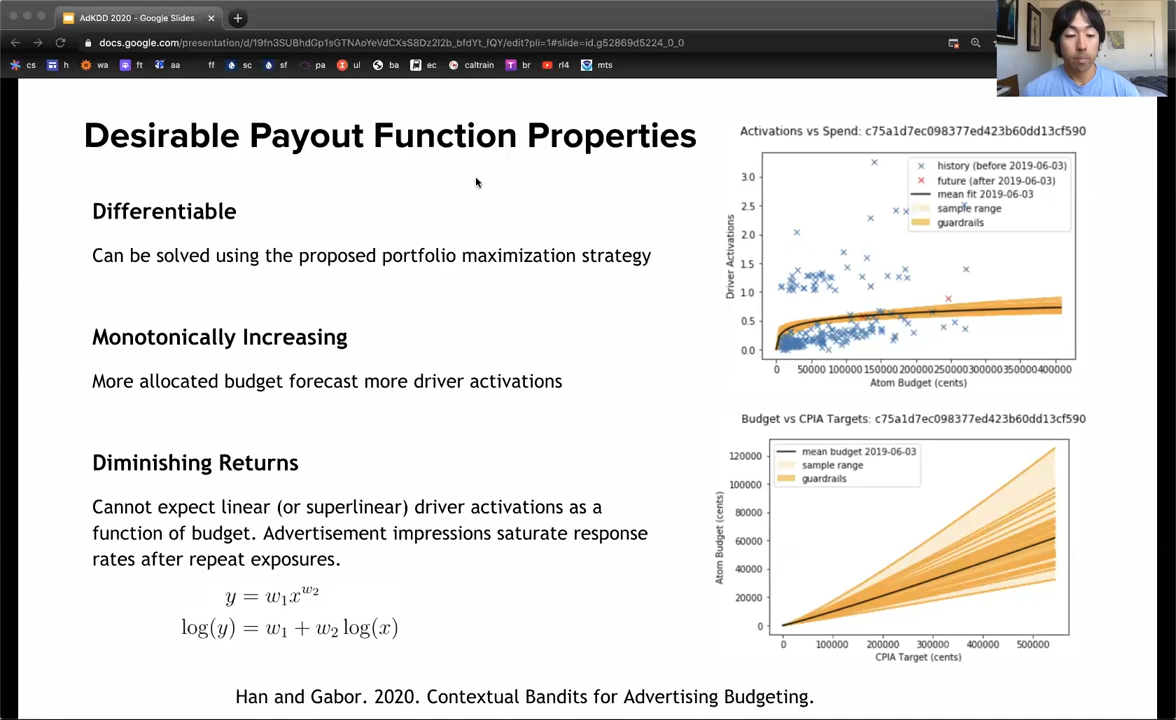 AdKDD 2020 - Google Slides
docs.google.com/presentation/d/19fn3SUBhdGp1sGTNAoYeVdCXsS8Dz2l2b_bfdYt_fQY/edit?pli=1#slide=id.g52869d5224_0_0
cs h wa ft aa ff sc sf pa ul ba ec caltrain br rl4 mts
Desirable Payout Function Properties
Differentiable
Can be solved using the proposed portfolio maximization strategy
Monotonically Increasing
More allocated budget forecast more driver activations
Diminishing Returns
Cannot expect linear (or superlinear) driver activations as a
function of budget. Advertisement impressions saturate response
rates after repeat exposures.
y = w₁x^w₂
log(y) = w₁ + w₂ log(x)
Activations vs Spend: c75a1d7ec098377ed423b60dd13cf590
history (before 2019-06-03)
future (after 2019-06-03)
mean fit 2019-06-03
sample range
guardrails
Driver Activations
3.0
2.5
2.0
1.5
1.0
0.5
0.0
0 50000 100000 150000 200000 250000 300000 350000 400000
Atom Budget (cents)
Budget vs CPIA Targets: c75a1d7ec098377ed423b60dd13cf590
mean budget 2019-06-03
sample range
guardrails
Atom Budget (cents)
120000
100000
80000
60000
40000
20000
0
0 100000 200000 300000 400000 500000
CPIA Target (cents)
Han and Gabor. 2020. Contextual Bandits for Advertising Budgeting.